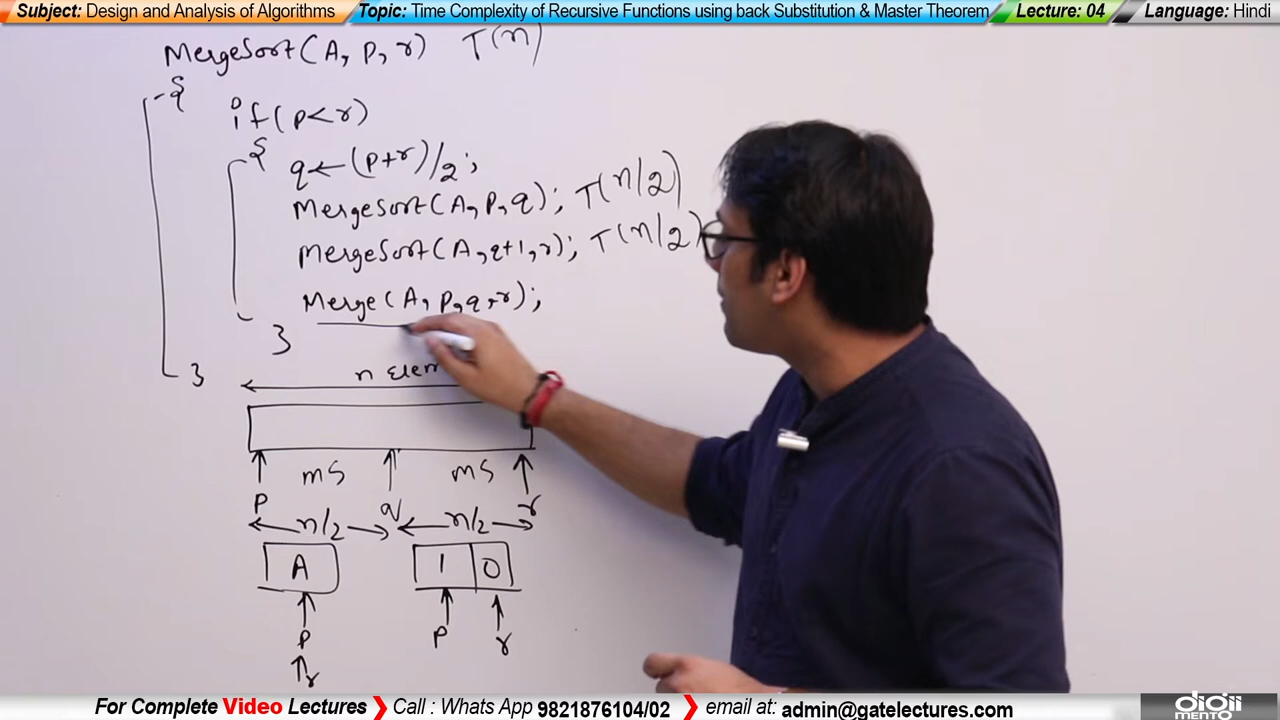 Subject: Design and Analysis of Algorithms Topic: Time Complexity of Recursive Functions using back Substitution & Master Theorem Lecture: 04 Language: Hindi
MergeSort(A, P, r) T(n)
{
if(p<r)
{
q←(p+r)/2;
MergeSort(A, P, q); T(n/2)
MergeSort(A, q+1, r); T(n/2)
Merge(A, P, q, r);
}
}
n Elem
ms ms
P q r
n/2 n/2
A 1 0
P P r
r
For Complete Video Lectures Call : Whats App 9821876104/02 email at: admin@gatelectures.com
digii
MENTO